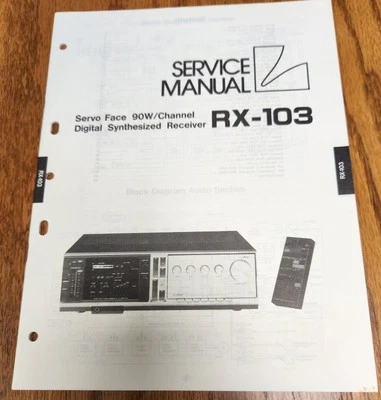 SERVICE
MANUAL
Servo Face 90W/Channel
Digital Synthesized Receiver
RX-103
RX-103
RX-103
Block Diagram Audio Section